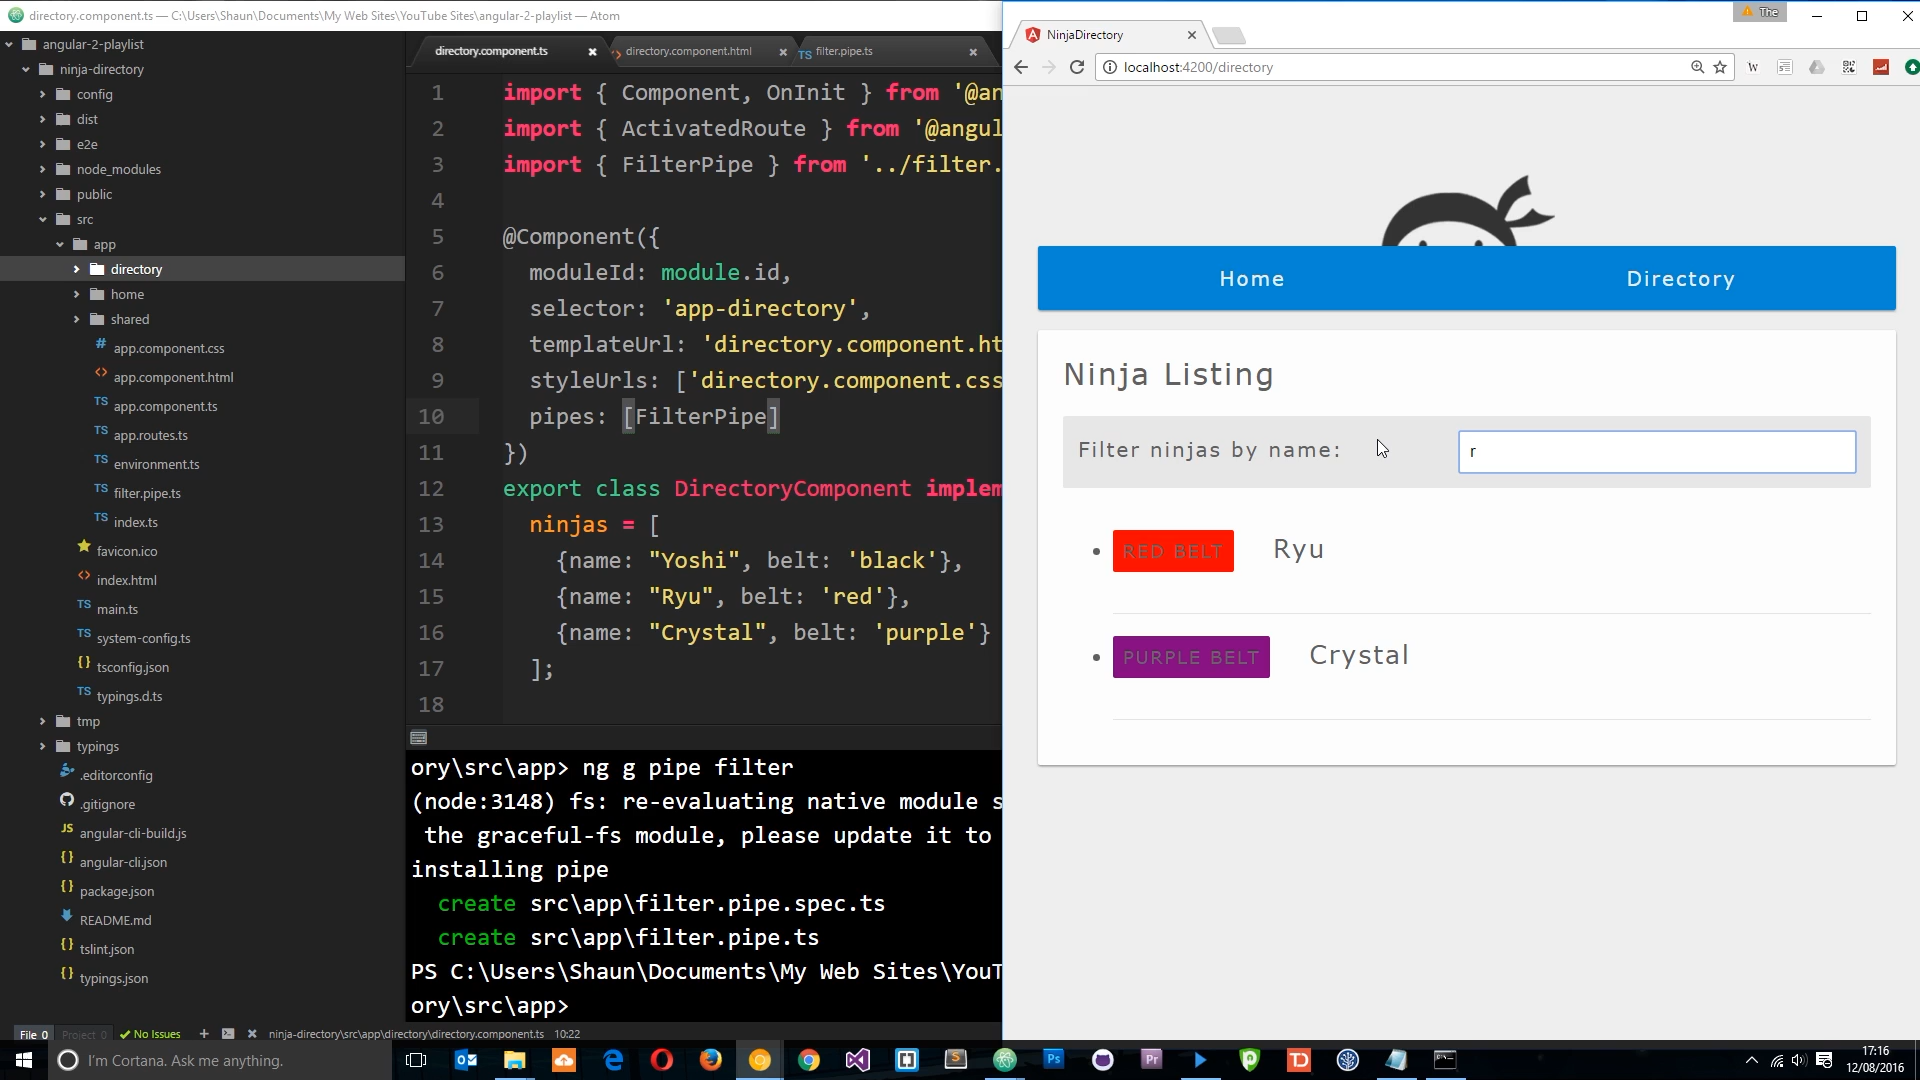 directory.component.ts — C:\Users\Shaun\Documents\My Web Sites\YouTube Sites\angular-2-playlist — Atom
angular-2-playlist
ninja-directory
config
dist
e2e
node_modules
public
src
app
directory
home
shared
# app.component.css
<> app.component.html
TS app.component.ts
TS app.routes.ts
TS environment.ts
TS filter.pipe.ts
TS index.ts
favicon.ico
<> index.html
TS main.ts
TS system-config.ts
{} tsconfig.json
TS typings.d.ts
tmp
typings
.editorconfig
.gitignore
JS angular-cli-build.js
{} angular-cli.json
{} package.json
README.md
{} tslint.json
{} typings.json
directory.component.ts
<> directory.component.html
TS filter.pipe.ts
1 import { Component, OnInit } from '@an
2 import { ActivatedRoute } from '@angul
3 import { FilterPipe } from '../filter.
4
5 @Component({
6 moduleId: module.id,
7 selector: 'app-directory',
8 templateUrl: 'directory.component.ht
9 styleUrls: ['directory.component.css
10 pipes: [FilterPipe]
11 })
12 export class DirectoryComponent implem
13 ninjas = [
14 {name: "Yoshi", belt: 'black'},
15 {name: "Ryu", belt: 'red'},
16 {name: "Crystal", belt: 'purple'}
17 ];
18
ory\src\app> ng g pipe filter
(node:3148) fs: re-evaluating native module s
the graceful-fs module, please update it to
installing pipe
create src\app\filter.pipe.spec.ts
create src\app\filter.pipe.ts
PS C:\Users\Shaun\Documents\My Web Sites\YouT
ory\src\app>
File 0 Project 0 No Issues ninja-directory\src\app\directory\directory.component.ts 10:22
The
NinjaDirectory
localhost:4200/directory
Home
Directory
Ninja Listing
Filter ninjas by name:
r
RED BELT Ryu
PURPLE BELT Crystal
I'm Cortana. Ask me anything.
17:16
12/08/2016